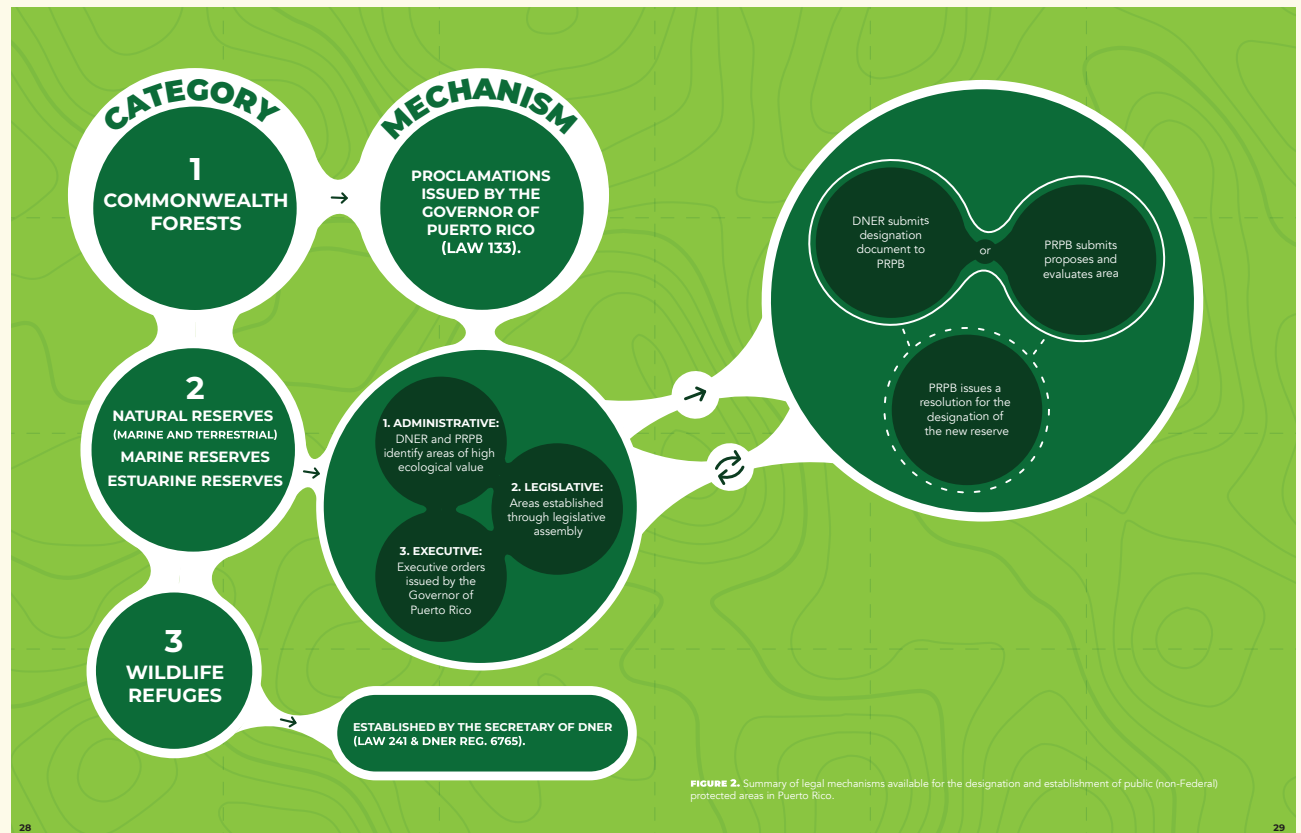 CATEGORY
MECHANISM
1
COMMONWEALTH
FORESTS
PROCLAMATIONS
ISSUED BY THE
GOVERNOR OF
PUERTO RICO
(LAW 133).
2
NATURAL RESERVES
(MARINE AND TERRESTRIAL)
MARINE RESERVES
ESTUARINE RESERVES
1. ADMINISTRATIVE:
DNER and PRPB
identify areas of high
ecological value
2. LEGISLATIVE:
Areas established
through legislative
assembly
3. EXECUTIVE:
Executive orders
issued by the
Governor of
Puerto Rico
DNER submits
designation
document to
PRPB
or
PRPB submits
proposes and
evaluates area
PRPB issues a
resolution for the
designation of
the new reserve
3
WILDLIFE
REFUGES
ESTABLISHED BY THE SECRETARY OF DNER
(LAW 241 & DNER REG. 6765).
FIGURE 2. Summary of legal mechanisms available for the designation and establishment of public (non-Federal)
protected areas in Puerto Rico.
28
29